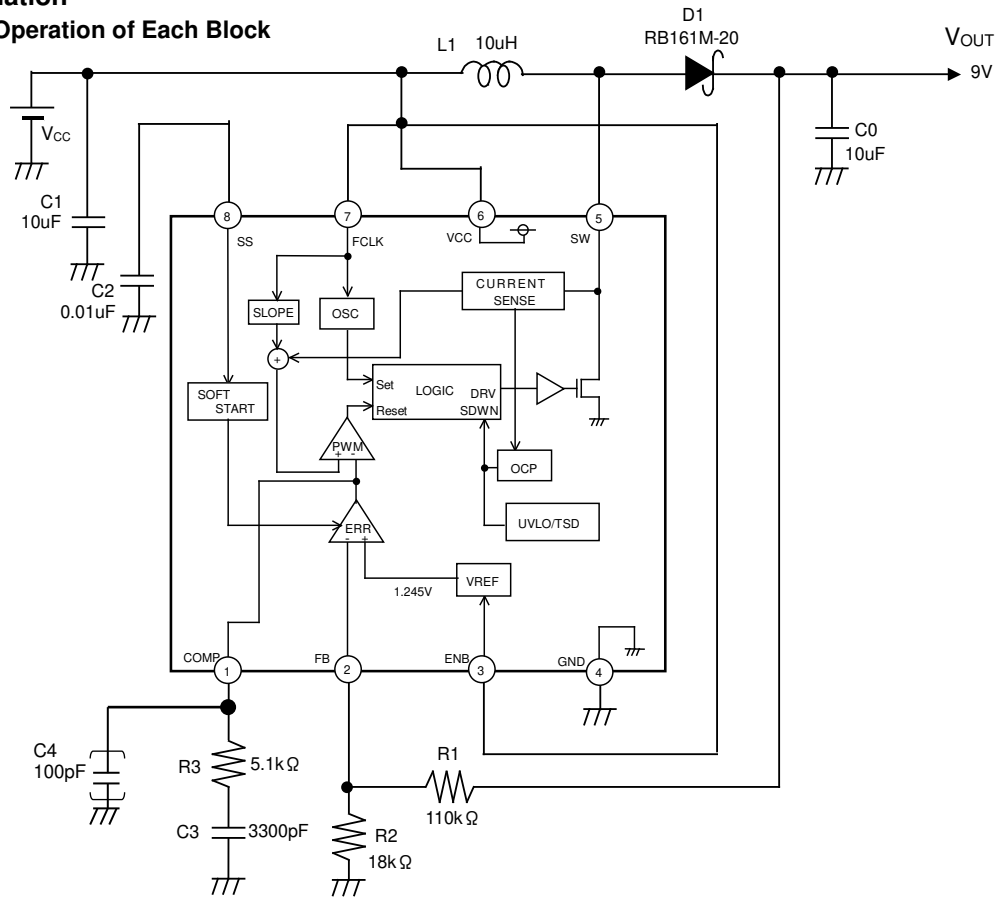 Operation of Each Block
D1
RB161M-20
L1 10uH
VOUT
9V
VCC
C0
10uF
C1
10uF
8
7
6
5
SS
FCLK
VCC
SW
C2
0.01uF
CURRENT
SENSE
SLOPE
OSC
+
Set
LOGIC
DRV
Reset
SDWN
SOFT
START
PWM
+ -
OCP
UVLO/TSD
ERR
- +
VREF
1.245V
COMP
FB
ENB
GND
1
2
3
4
C4
100pF
R3
5.1kΩ
R1
110kΩ
C3
3300pF
R2
18kΩ